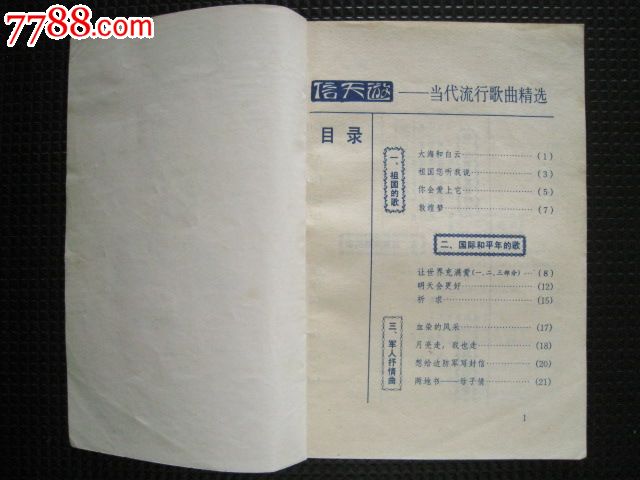 7788.com
信天游——当代流行歌曲精选
目录
一、祖国的歌
大海和白云……(1)
祖国您听我说……(3)
你会爱上它……(5)
敦煌梦……(7)
二、国际和平年的歌
让世界充满爱(一、二、三部分)…(8)
明天会更好……(12)
祈求……(15)
三、军人抒情曲
血染的风采……(17)
月亮走，我也走……(18)
想给边防军写封信……(20)
两地书——母子情……(21)
1